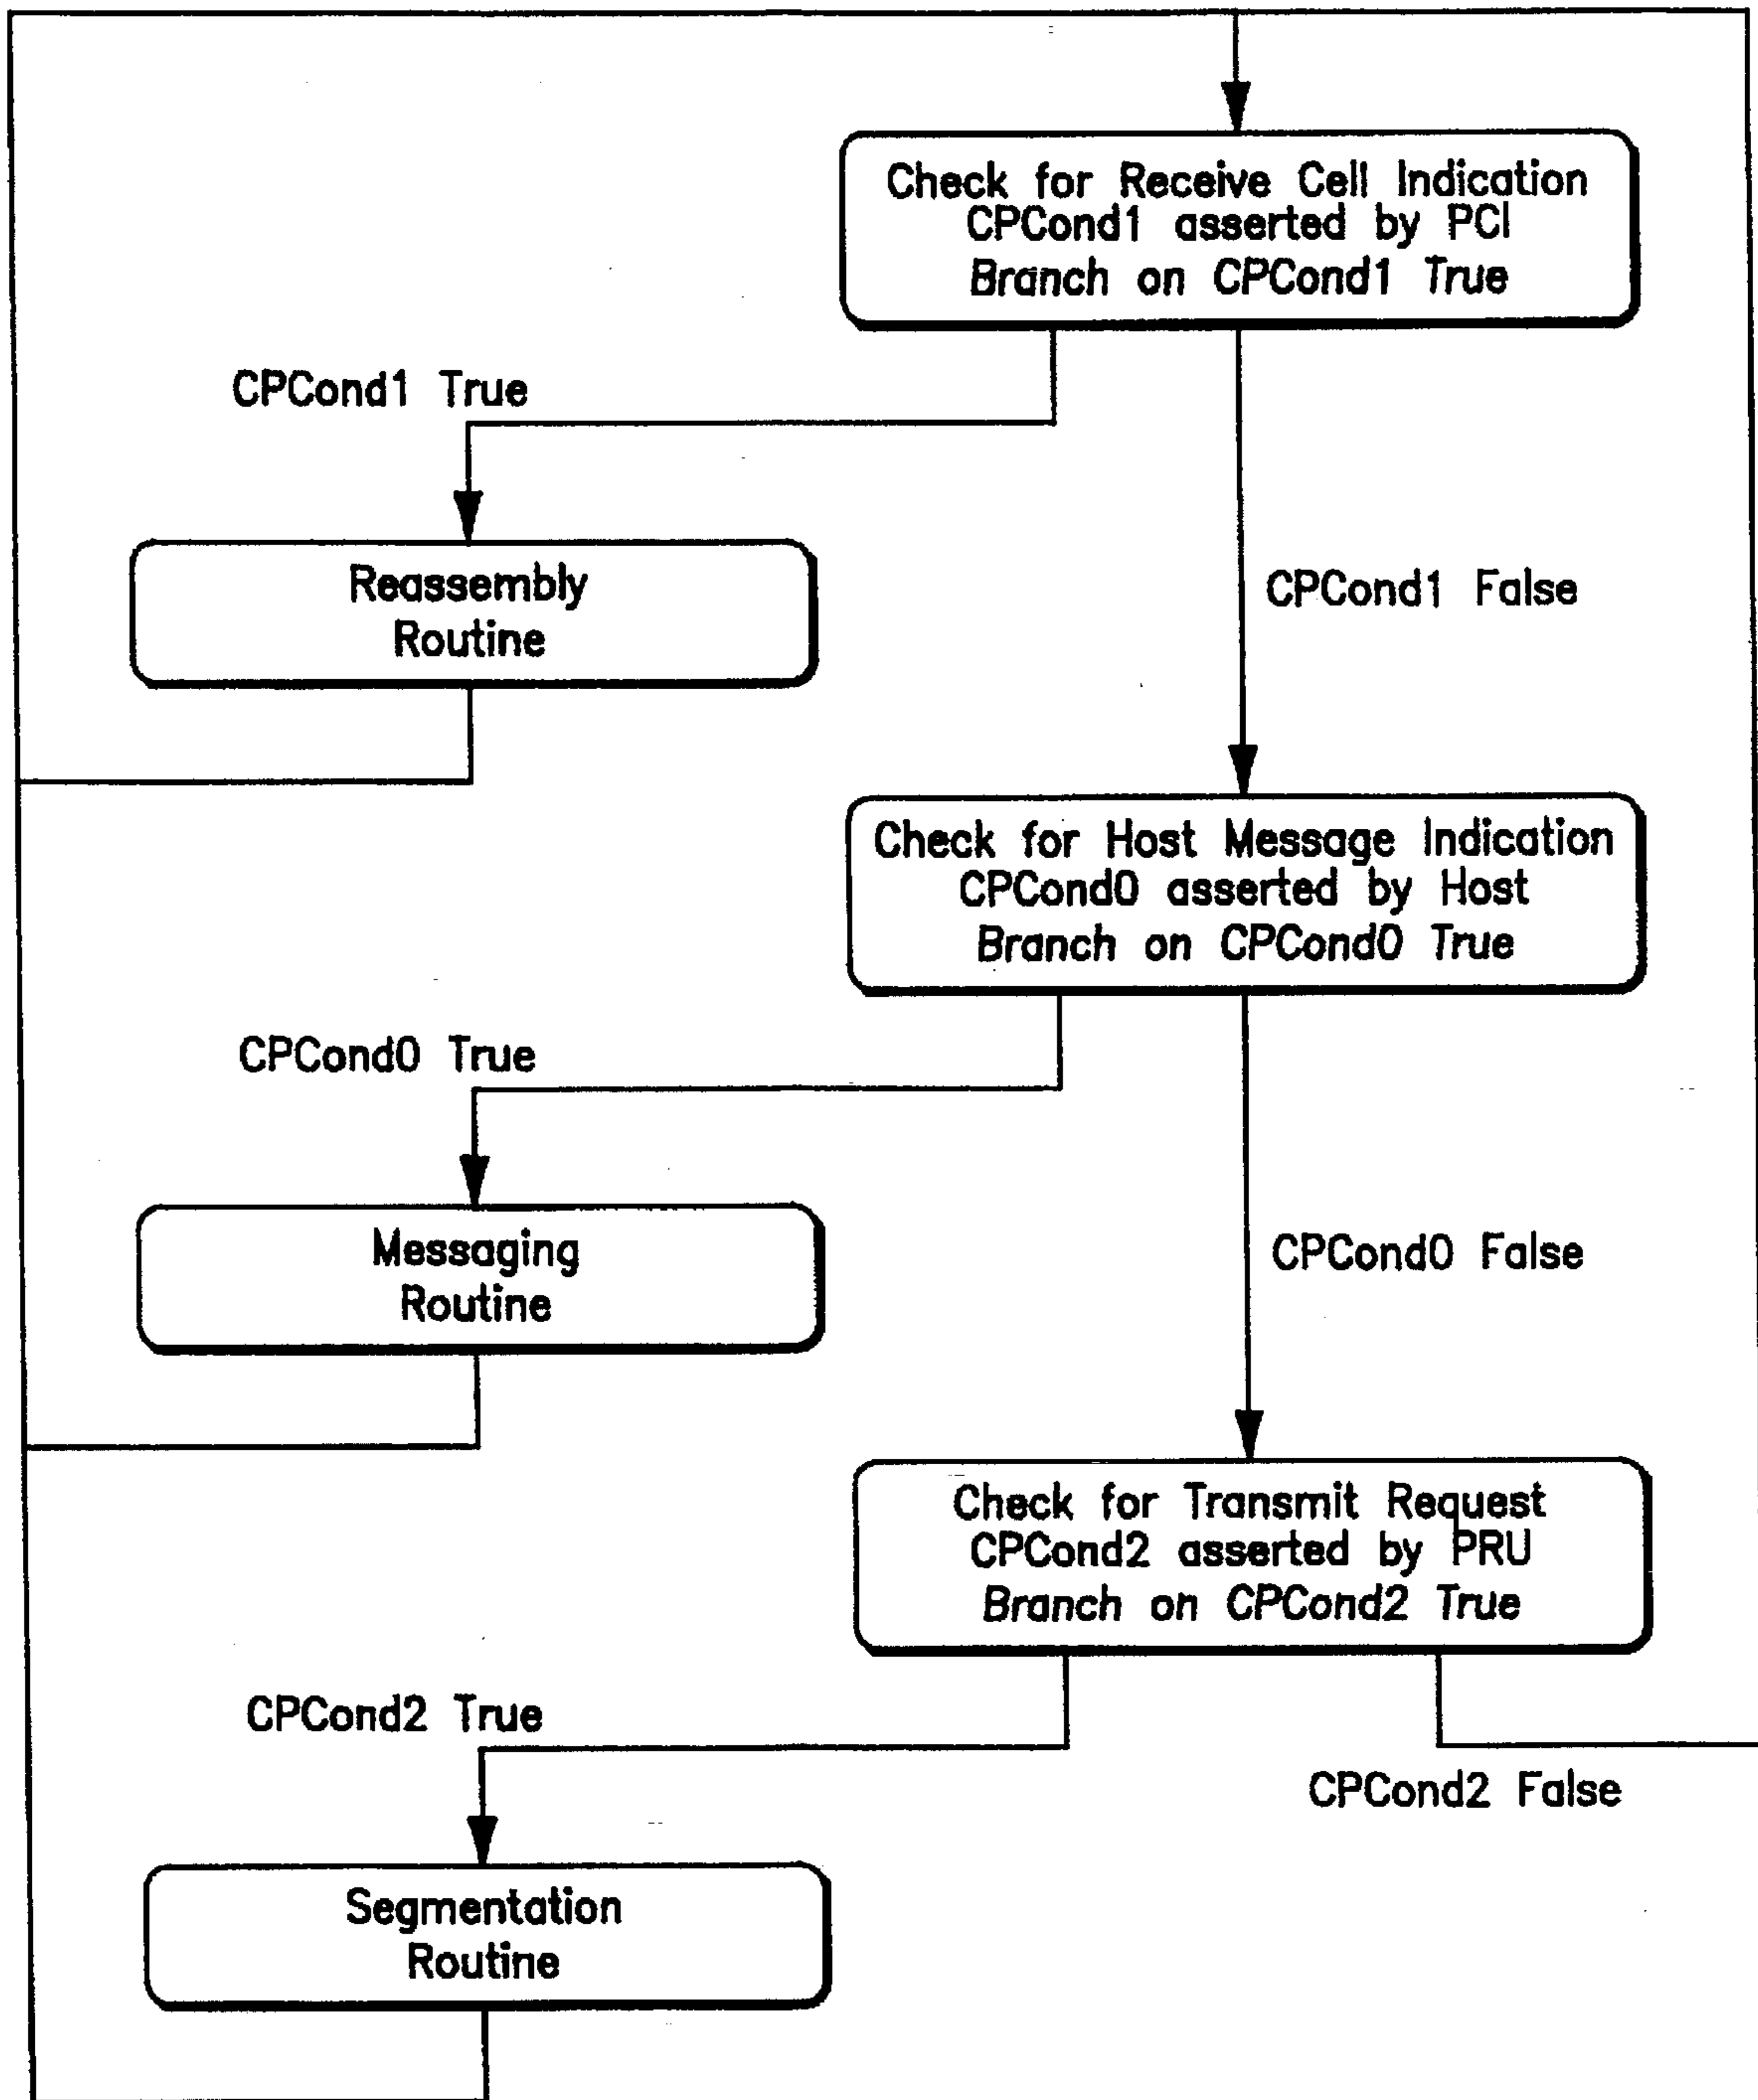 Check for Receive Cell Indication
CPCond1 asserted by PCI
Branch on CPCond1 True
CPCond1 True
Reassembly
Routine
CPCond1 False
Check for Host Message Indication
CPCond0 asserted by Host
Branch on CPCond0 True
CPCond0 True
Messaging
Routine
CPCond0 False
Check for Transmit Request
CPCond2 asserted by PRU
Branch on CPCond2 True
CPCond2 True
CPCond2 False
Segmentation
Routine